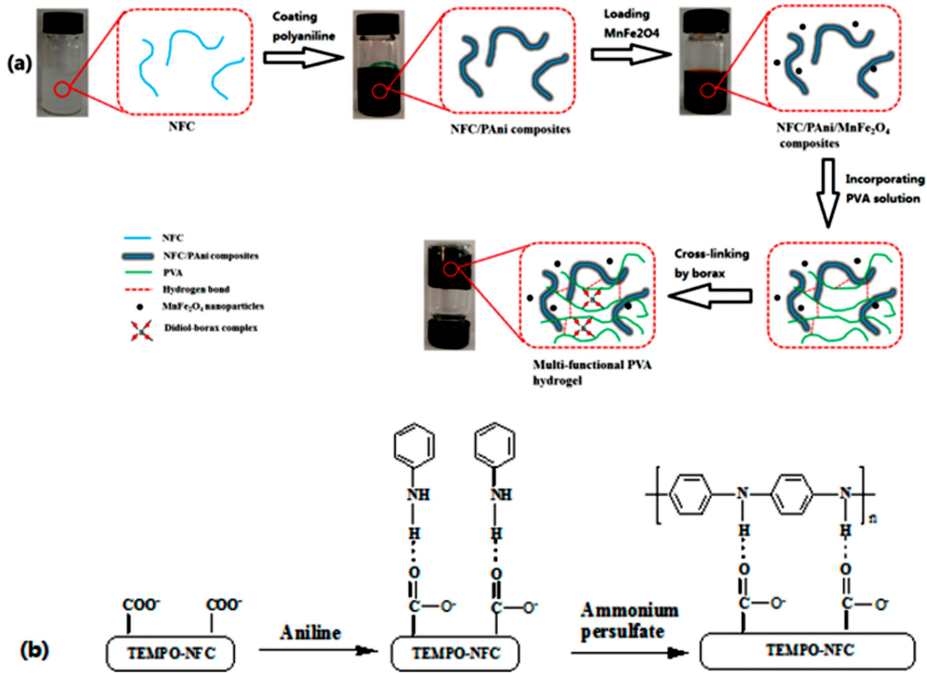 (a)
Coating
polyaniline
Loading
MnFe2O4
NFC
NFC/PAni composites
NFC/PAni/MnFe₂O₄
composites
Incorporating
PVA solution
NFC
NFC/PAni composites
PVA
Hydrogen bond
MnFe₂O₄ nanoparticles
Didiol-borax complex
Cross-linking
by borax
Multi-functional PVA
hydrogel
(b)
COO⁻ COO⁻
TEMPO-NFC
Aniline
NH NH
H H
O O
C—O⁻ C—O⁻
TEMPO-NFC
Ammonium
persulfate
N N
n
H H
O O
C—O⁻ C—O⁻
TEMPO-NFC